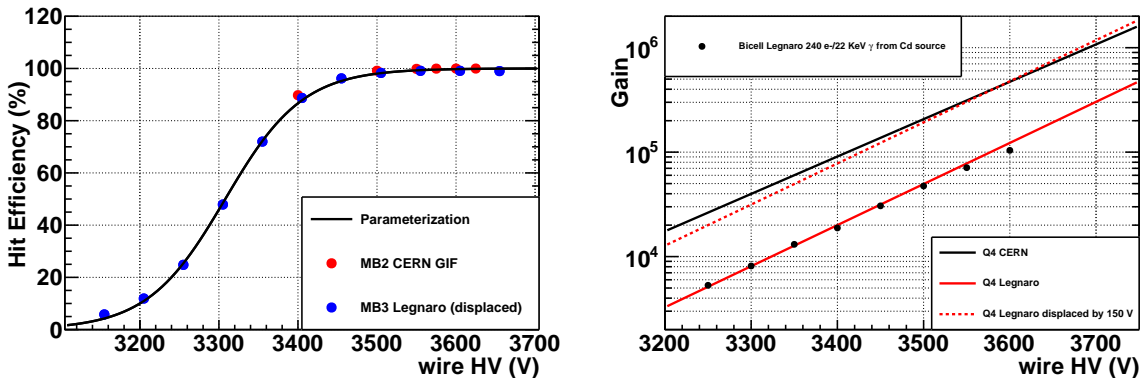 120
100
80
60
40
20
0
Hit Efficiency (%)
Parameterization
MB2 CERN GIF
MB3 Legnaro (displaced)
3200 3300 3400 3500 3600 3700
wire HV (V)
Bicell Legnaro 240 e-/22 KeV γ from Cd source
10^6
10^5
10^4
Gain
Q4 CERN
Q4 Legnaro
Q4 Legnaro displaced by 150 V
3200 3300 3400 3500 3600 3700
wire HV (V)